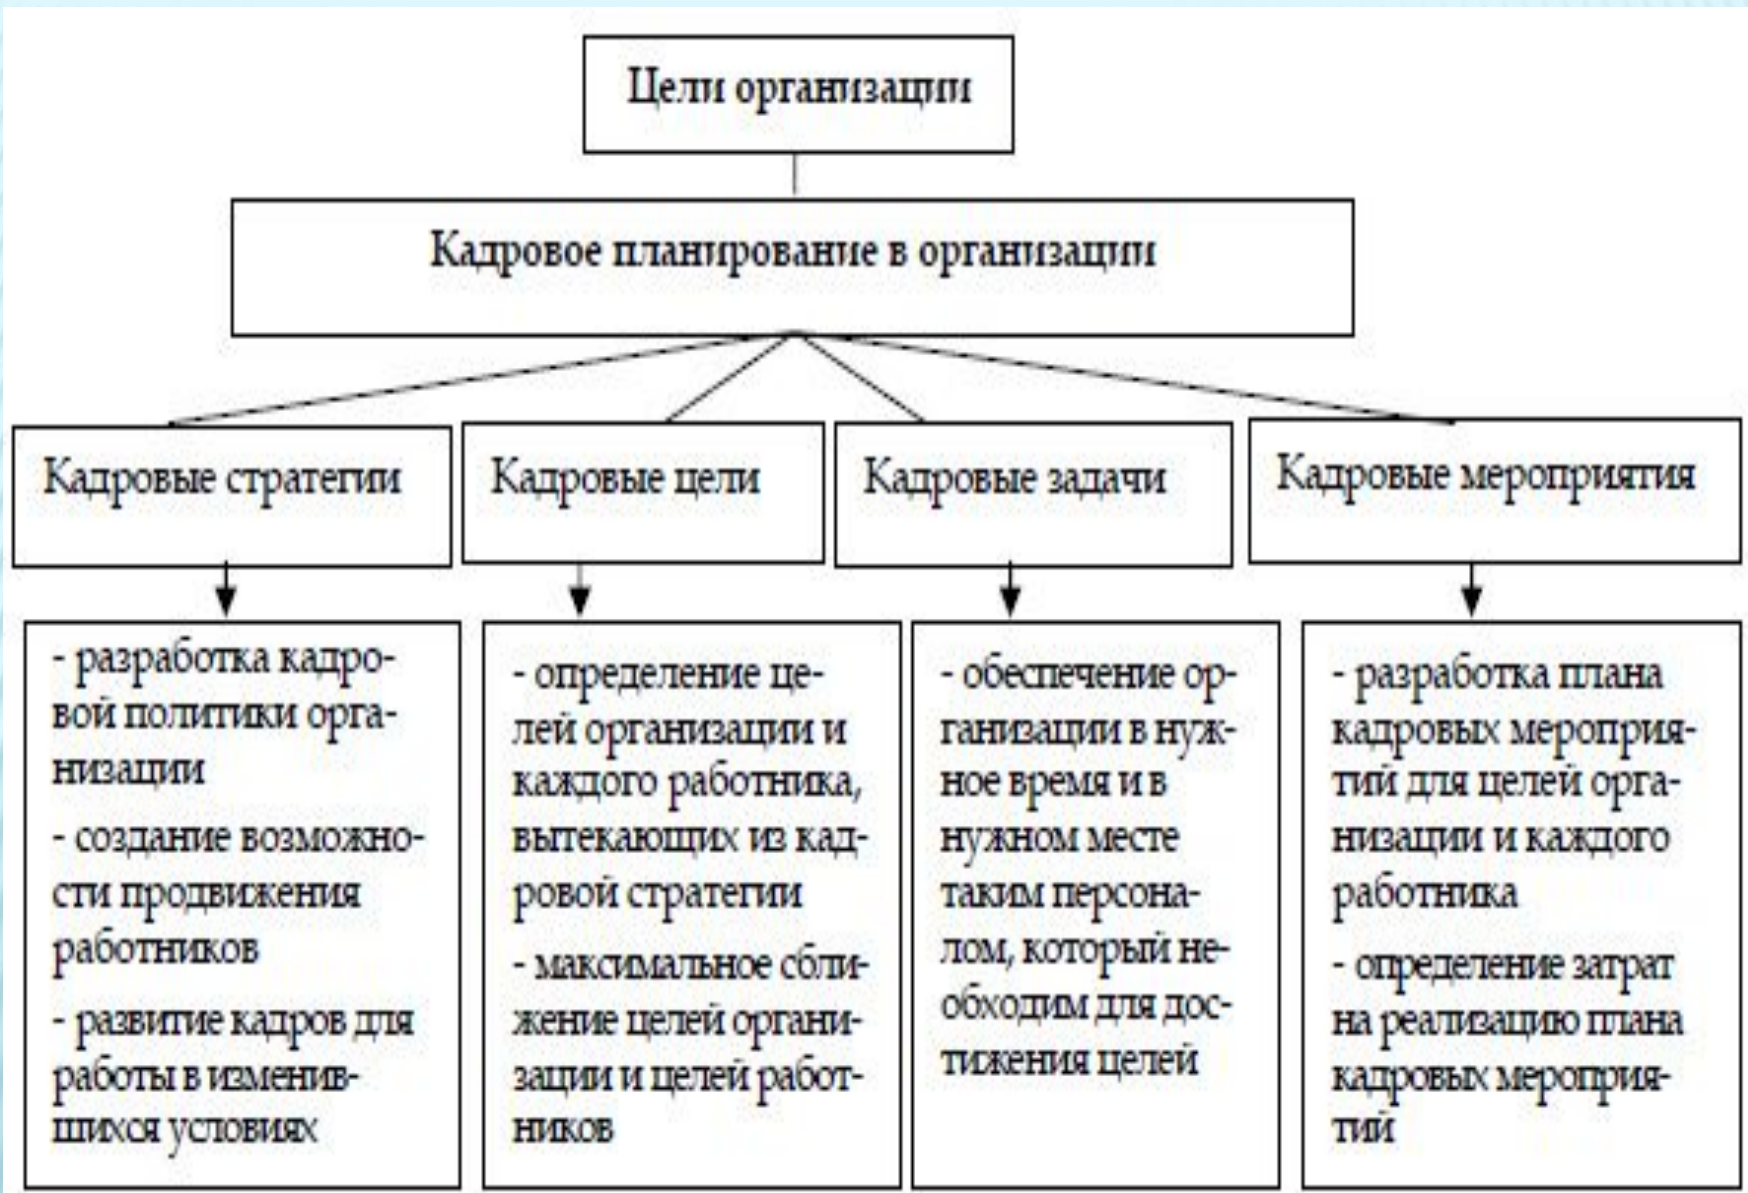 Цели организации
Кадровое планирование в организации
Кадровые стратегии
Кадровые цели
Кадровые задачи
Кадровые мероприятия
- разработка кадро-
вой политики орга-
низации
- создание возможно-
сти продвижения
работников
- развитие кадров для
работы в изменив-
шихся условиях
- определение це-
лей организации и
каждого работника,
вытекающих из кад-
ровой стратегии
- максимальное сбли-
жение целей органи-
зации и целей работ-
ников
- обеспечение ор-
ганизации в нуж-
ное время и в
нужном месте
таким персона-
лом, который не-
обходим для дос-
тижения целей
- разработка плана
кадровых мероприя-
тий для целей орга-
низации и каждого
работника
- определение затрат
на реализацию плана
кадровых мероприя-
тий